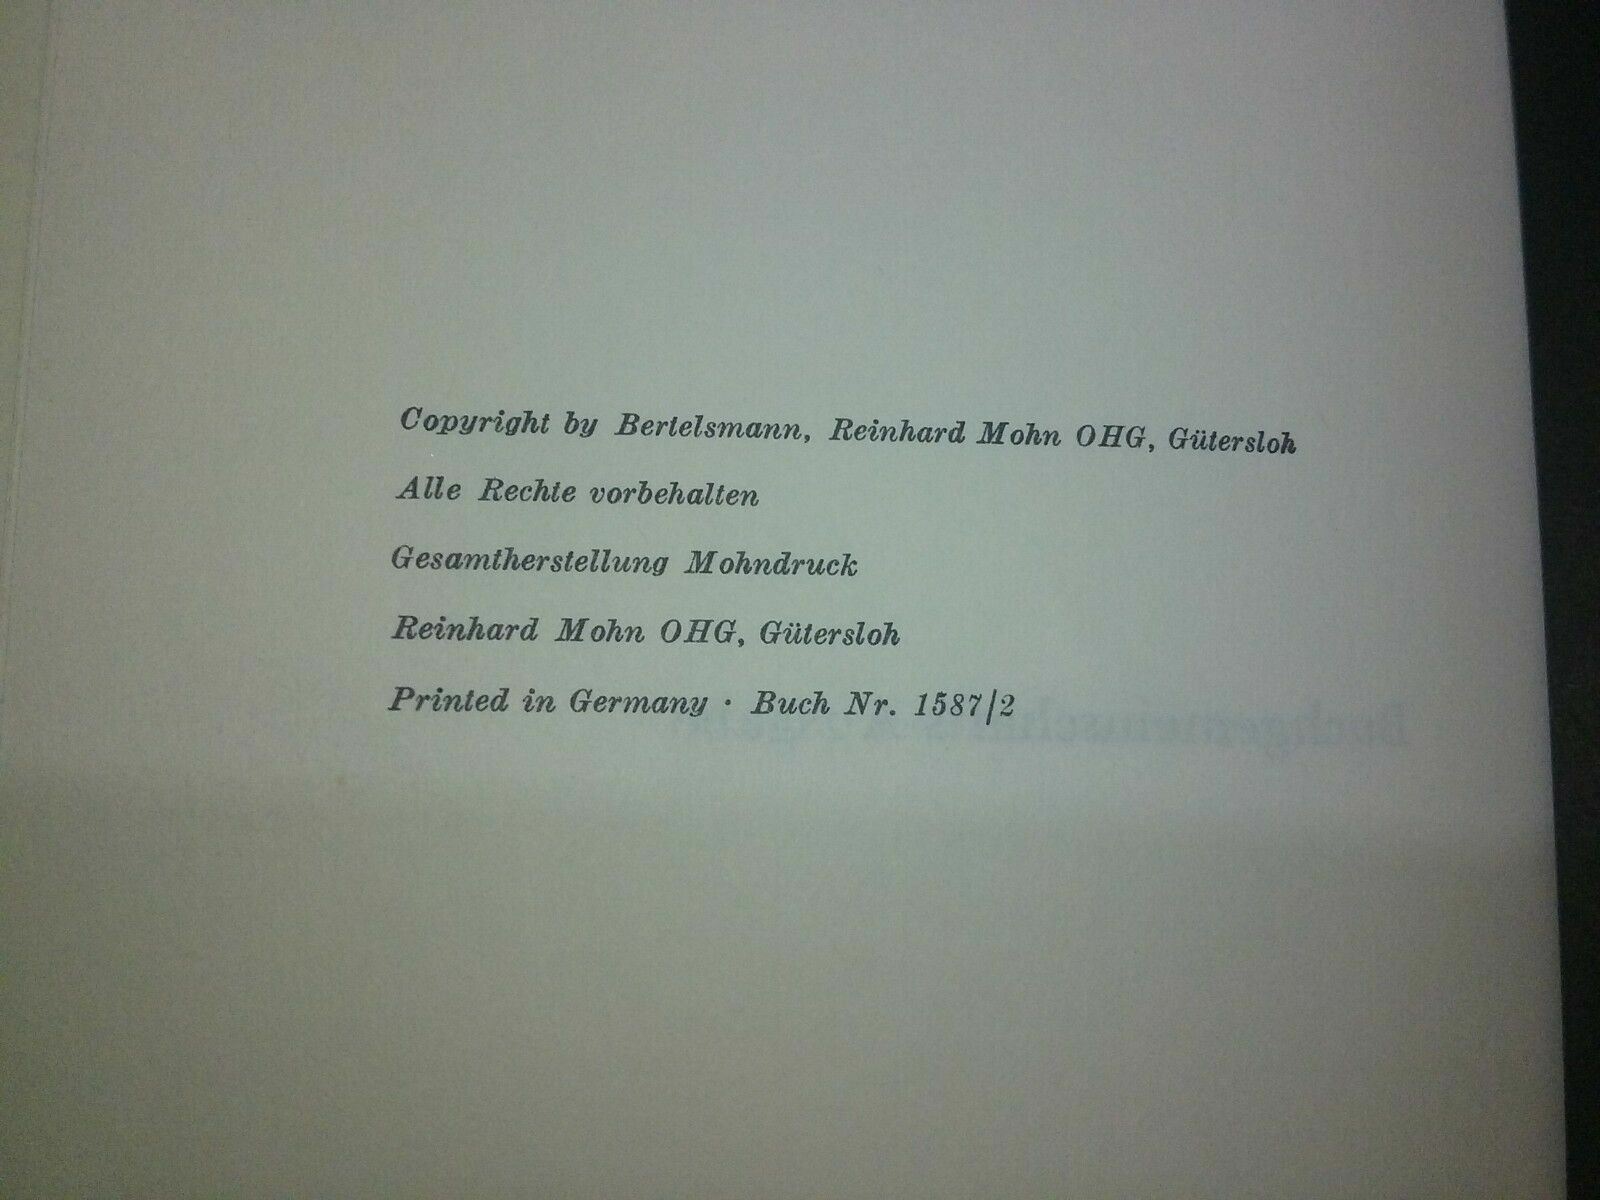 Copyright by Bertelsmann, Reinhard Mohn OHG, Gütersloh
Alle Rechte vorbehalten
Gesamtherstellung Mohndruck
Reinhard Mohn OHG, Gütersloh
Printed in Germany · Buch Nr. 1587/2